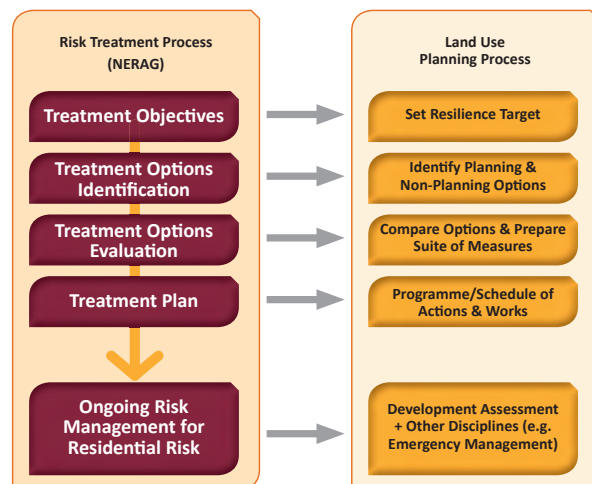 Risk Treatment Process
(NERAG)
Treatment Objectives
Treatment Options
Identification
Treatment Options
Evaluation
Treatment Plan
Ongoing Risk
Management for
Residential Risk
Land Use
Planning Process
Set Resilience Target
Identify Planning &
Non-Planning Options
Compare Options & Prepare
Suite of Measures
Programme/Schedule of
Actions & Works
Development Assessment
+ Other Disciplines (e.g.
Emergency Management)